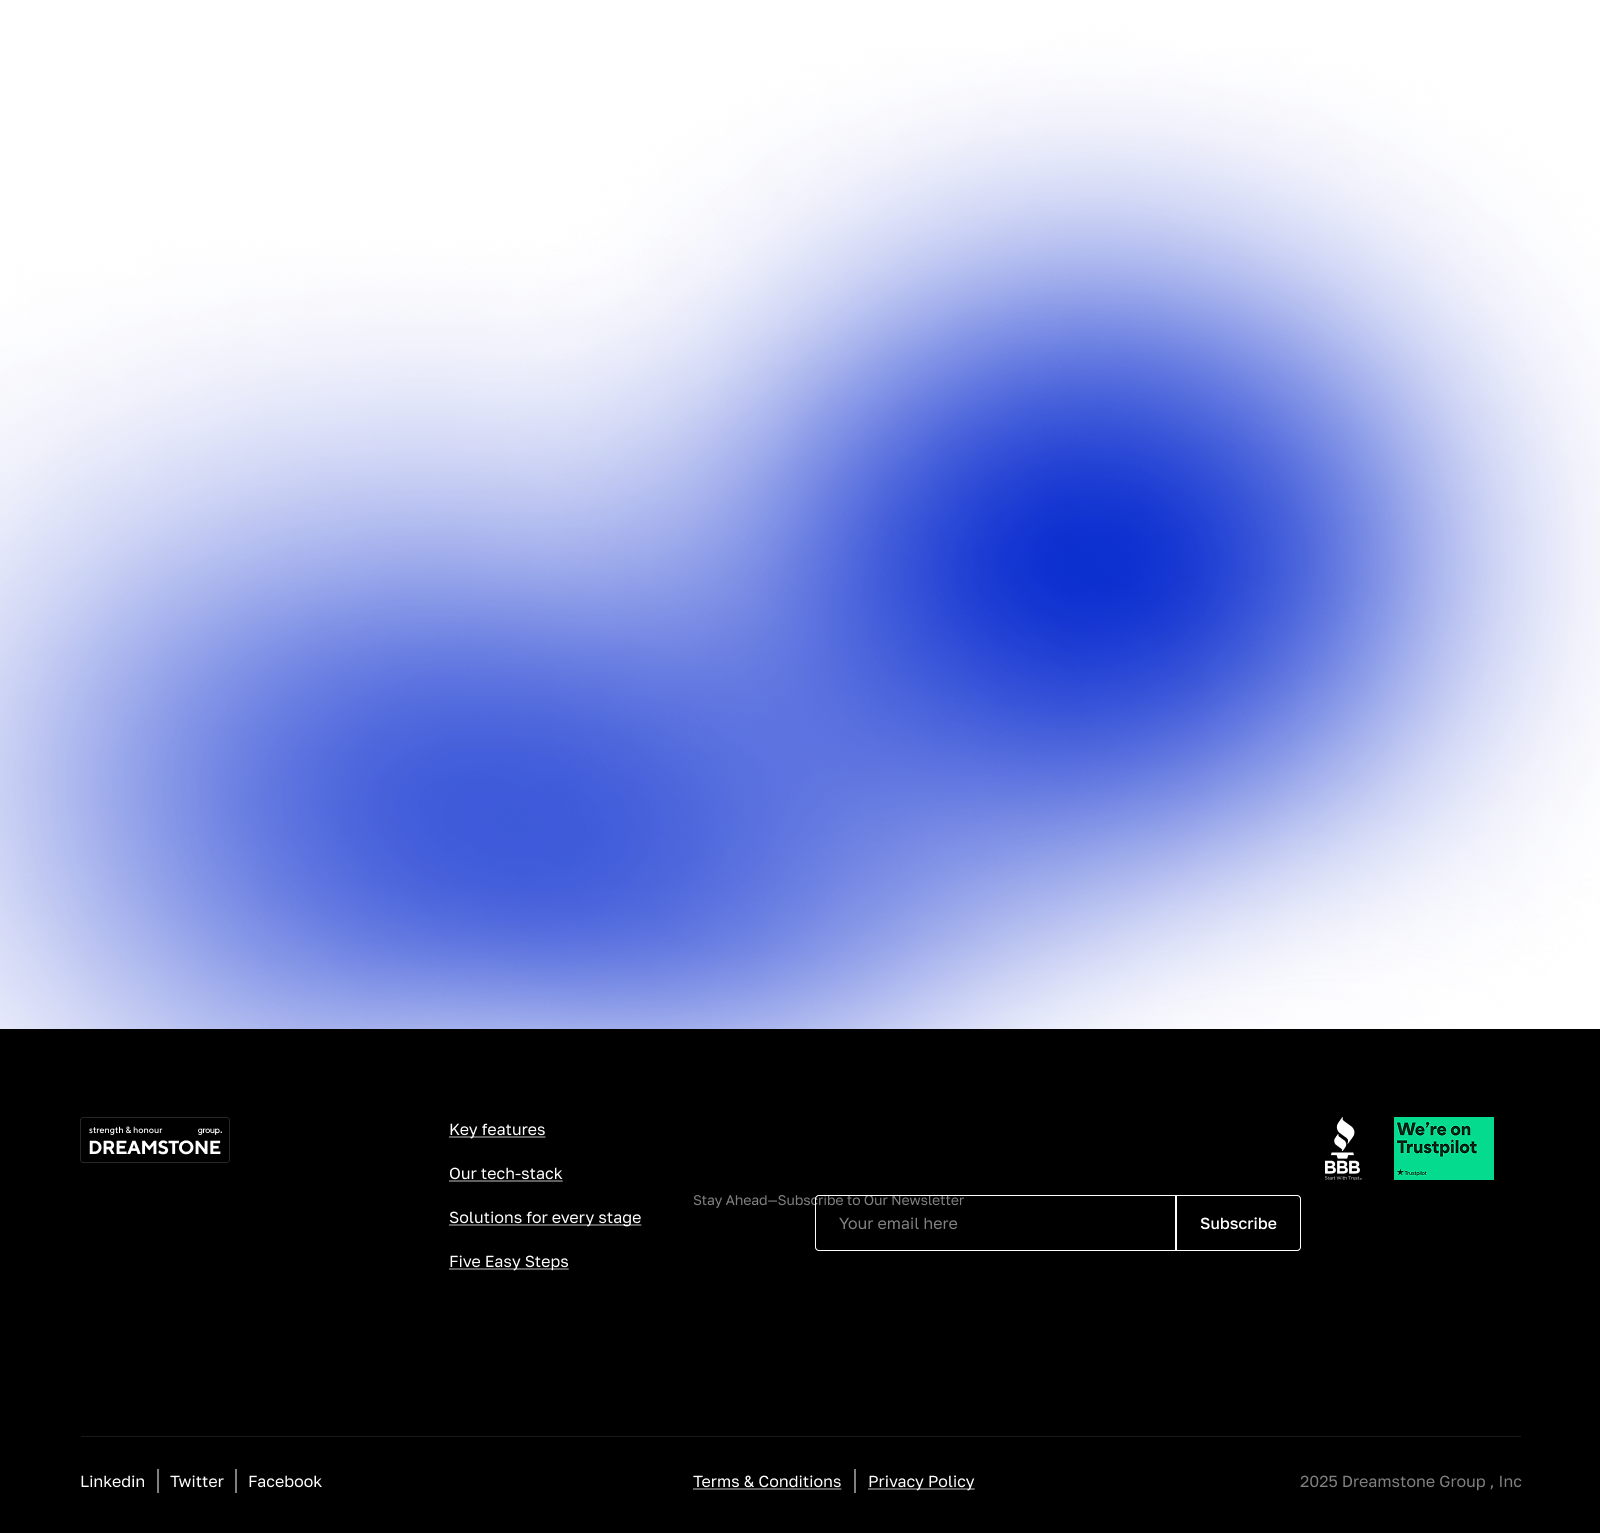 strength & honour group.
DREAMSTONE
Key features
Our tech-stack
Solutions for every stage
Five Easy Steps
Stay Ahead—Subscribe to Our Newsletter
Your email here
Subscribe
BBB
Start With Trust
We're on
Trustpilot
Trustpilot
Linkedin
Twitter
Facebook
Terms & Conditions
Privacy Policy
2025 Dreamstone Group , Inc